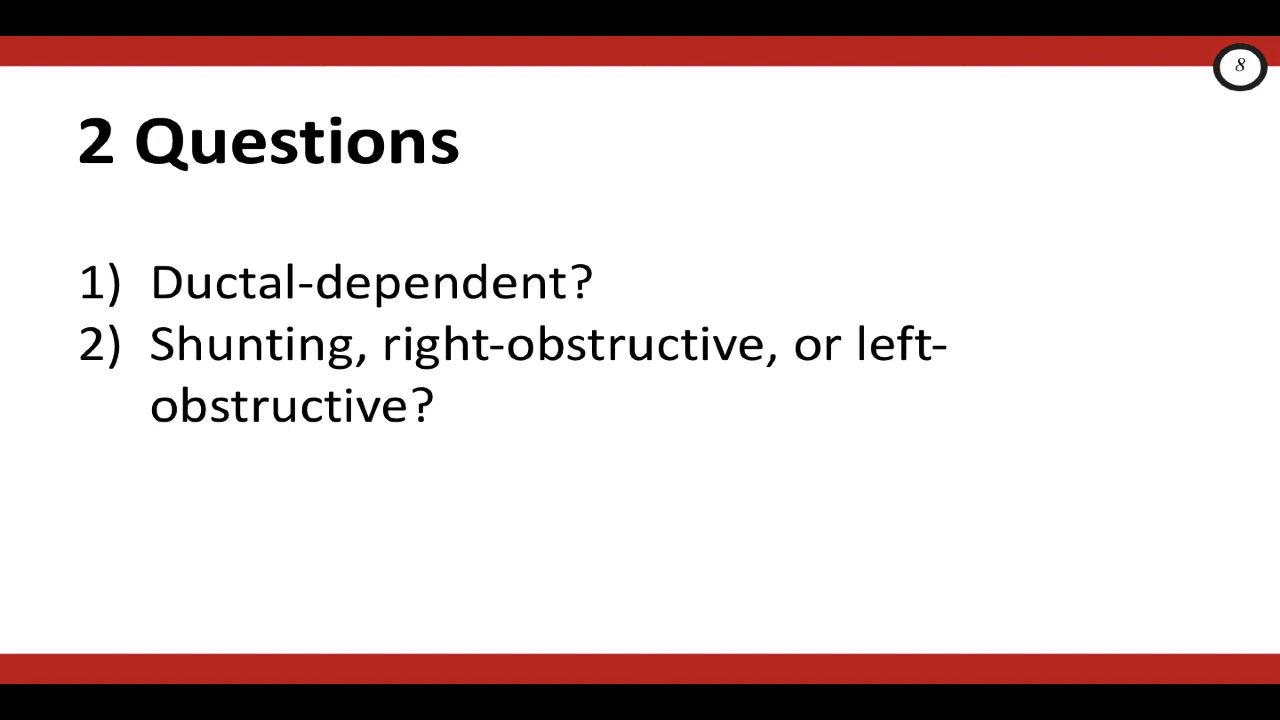 8
2 Questions
1) Ductal-dependent?
2) Shunting, right-obstructive, or left-
obstructive?